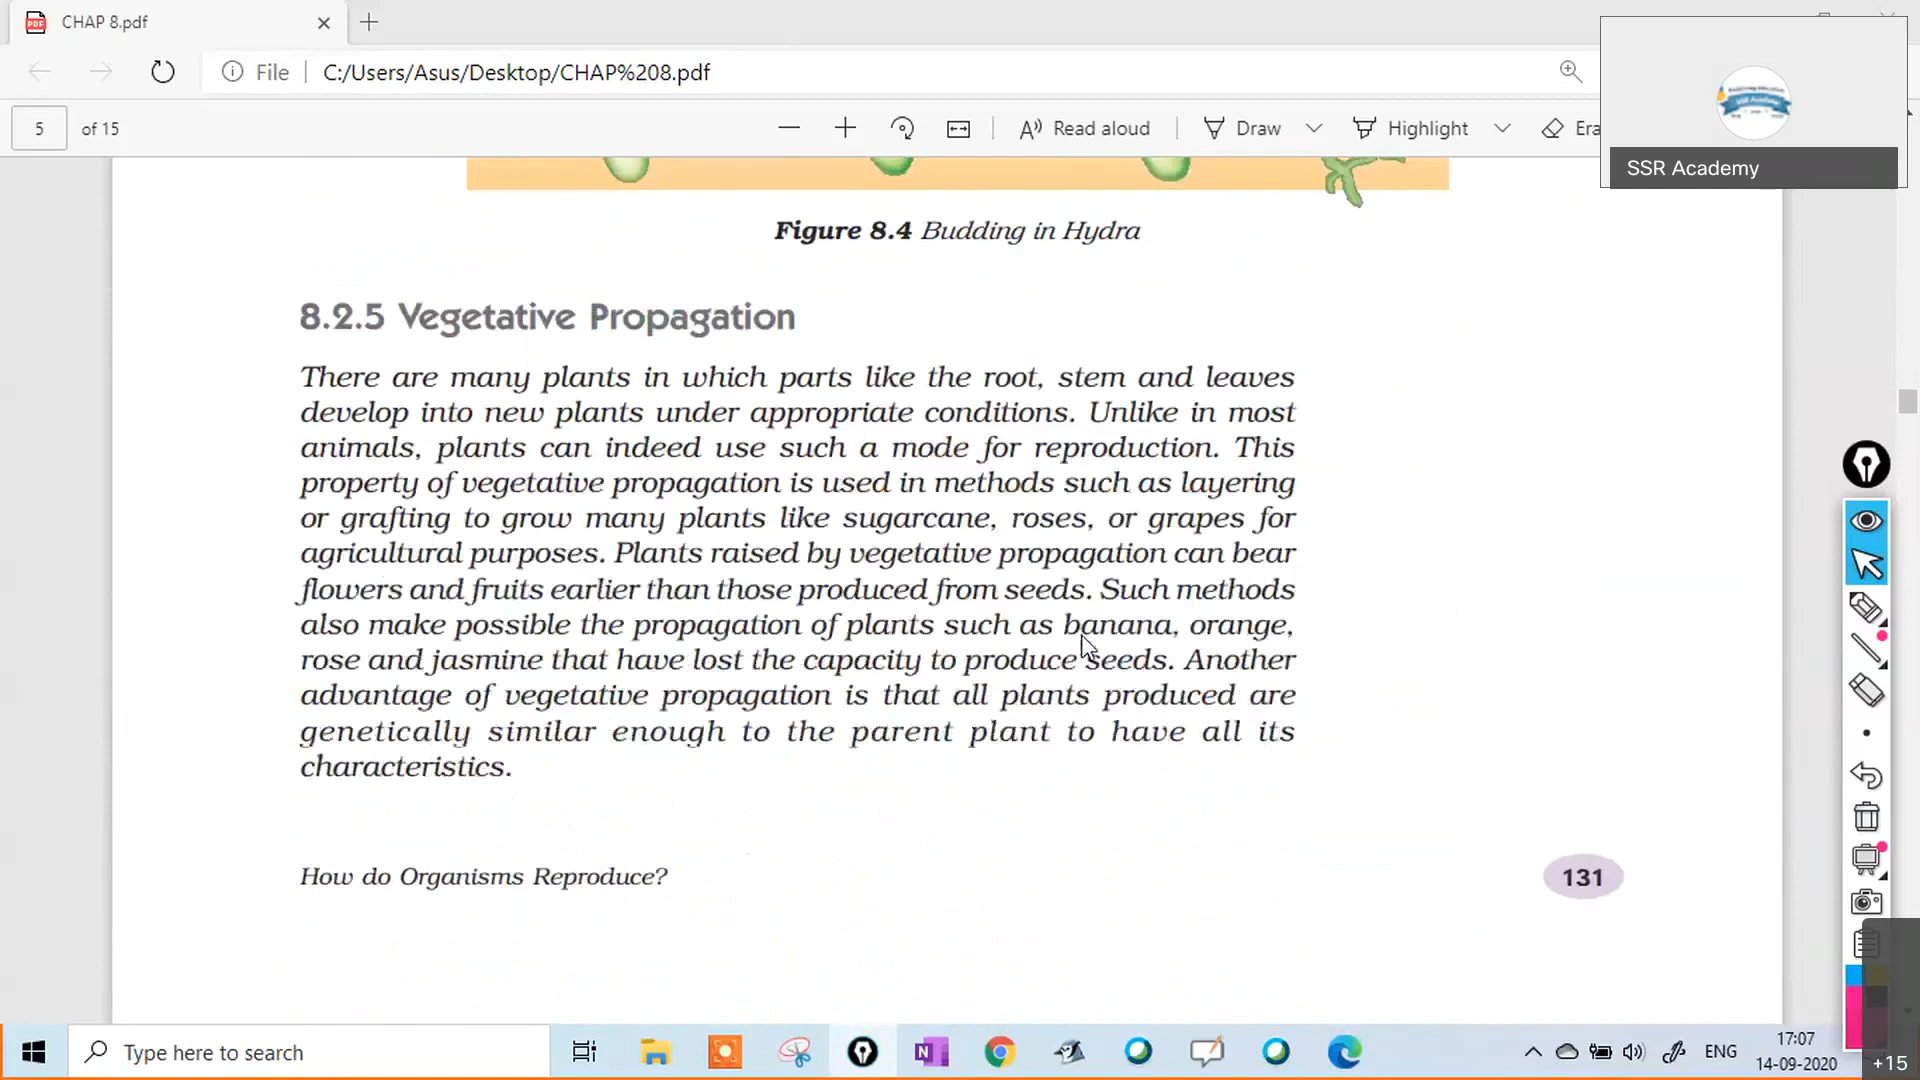 CHAP 8.pdf
File C:/Users/Asus/Desktop/CHAP%208.pdf
5 of 15 Read aloud Draw Highlight Era
SSR Academy
Figure 8.4 Budding in Hydra
8.2.5 Vegetative Propagation
There are many plants in which parts like the root, stem and leaves
develop into new plants under appropriate conditions. Unlike in most
animals, plants can indeed use such a mode for reproduction. This
property of vegetative propagation is used in methods such as layering
or grafting to grow many plants like sugarcane, roses, or grapes for
agricultural purposes. Plants raised by vegetative propagation can bear
flowers and fruits earlier than those produced from seeds. Such methods
also make possible the propagation of plants such as banana, orange,
rose and jasmine that have lost the capacity to produce seeds. Another
advantage of vegetative propagation is that all plants produced are
genetically similar enough to the parent plant to have all its
characteristics.
How do Organisms Reproduce?
131
Type here to search
ENG
17:07
14-09-2020
+15